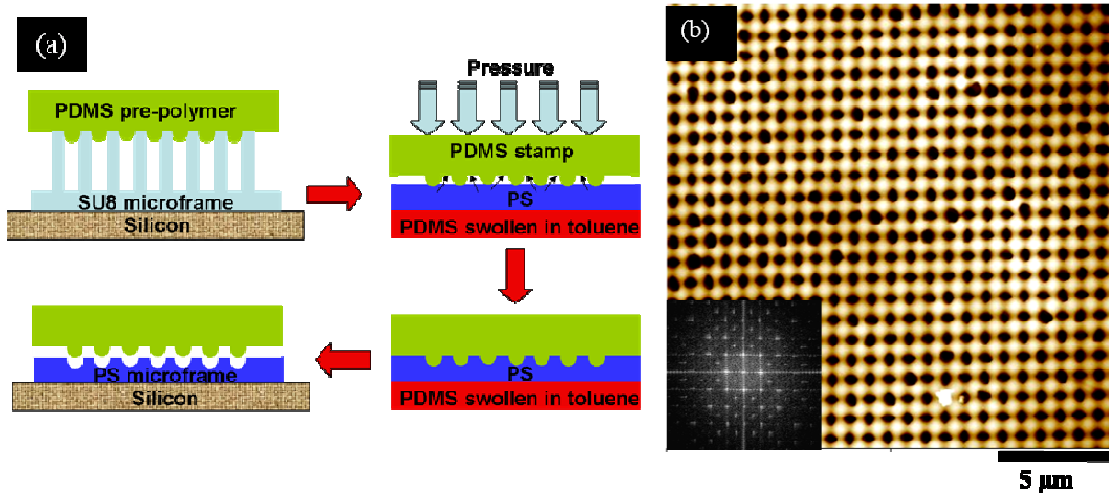 (a)
PDMS pre-polymer
SU8 microframe
Silicon
Pressure
PDMS stamp
PS
PDMS swollen in toluene
PS
PDMS swollen in toluene
PS microframe
Silicon
(b)
5 μm